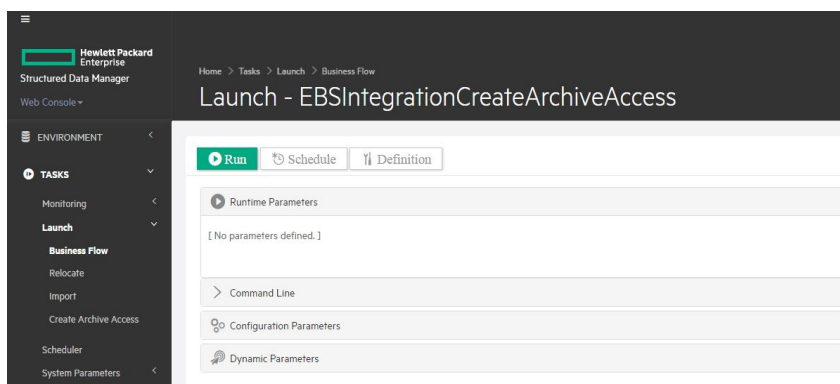 Hewlett Packard
Enterprise
Structured Data Manager
Web Console
ENVIRONMENT
TASKS
Monitoring
Launch
Business Flow
Relocate
Import
Create Archive Access
Scheduler
System Parameters
Home > Tasks > Launch > Business Flow
Launch - EBSIntegrationCreateArchiveAccess
Run Schedule Definition
Runtime Parameters
[ No parameters defined. ]
Command Line
Configuration Parameters
Dynamic Parameters